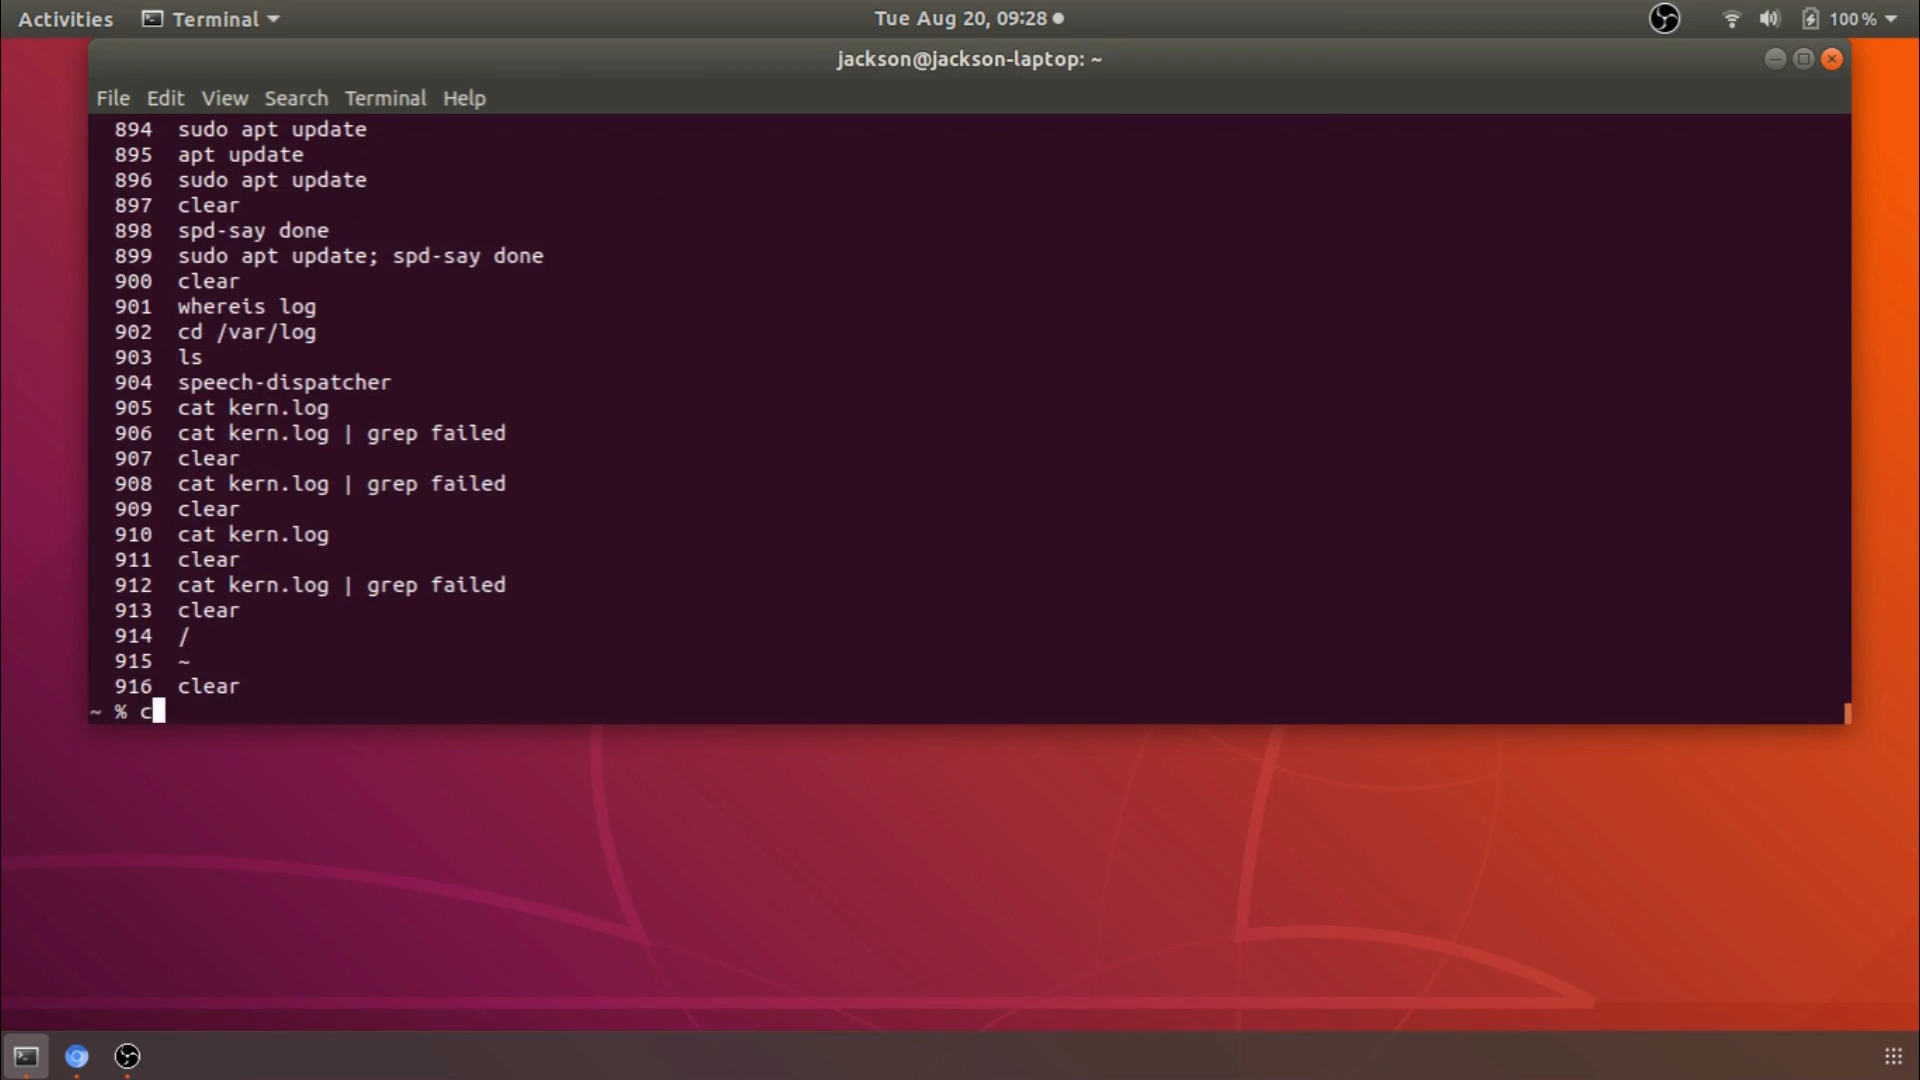 Activities Terminal Tue Aug 20, 09:28 100 %
jackson@jackson-laptop: ~
File Edit View Search Terminal Help
894 sudo apt update
895 apt update
896 sudo apt update
897 clear
898 spd-say done
899 sudo apt update; spd-say done
900 clear
901 whereis log
902 cd /var/log
903 ls
904 speech-dispatcher
905 cat kern.log
906 cat kern.log | grep failed
907 clear
908 cat kern.log | grep failed
909 clear
910 cat kern.log
911 clear
912 cat kern.log | grep failed
913 clear
914 /
915 ~
916 clear
~ % c